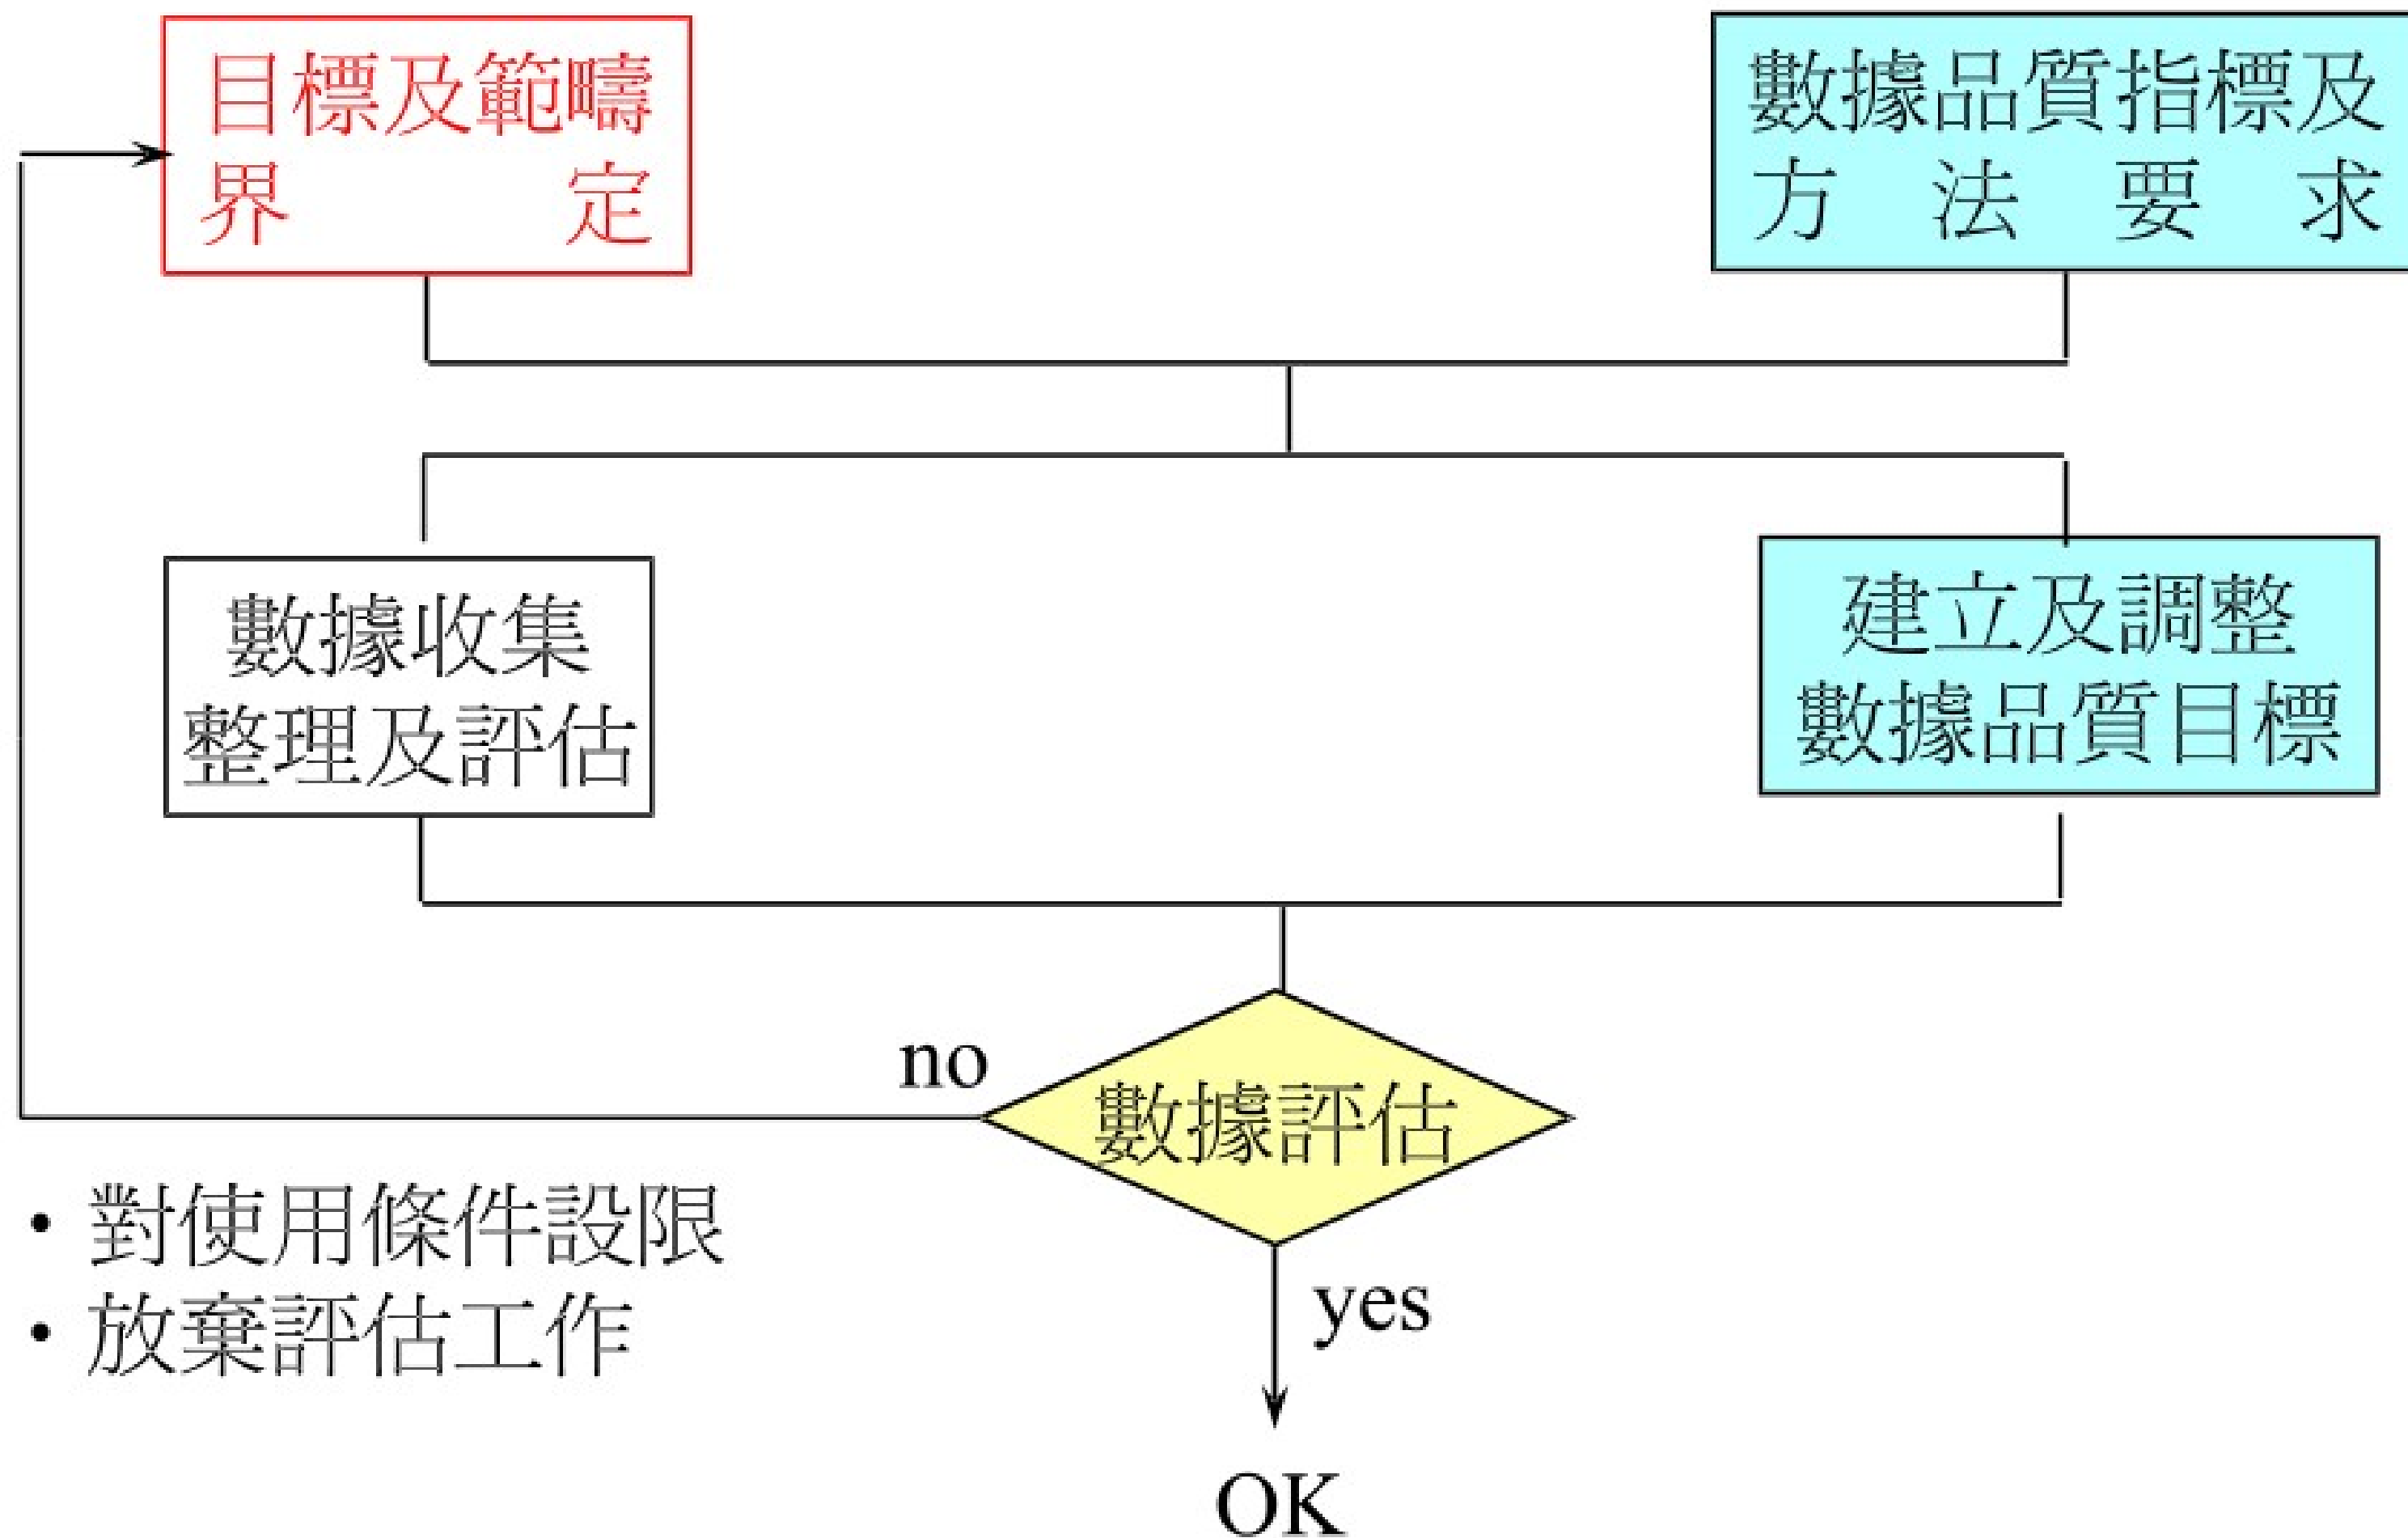 目標及範疇
界定
數據品質指標及
方法要求
數據收集
整理及評估
建立及調整
數據品質目標
no
數據評估
• 對使用條件設限
• 放棄評估工作
yes
OK